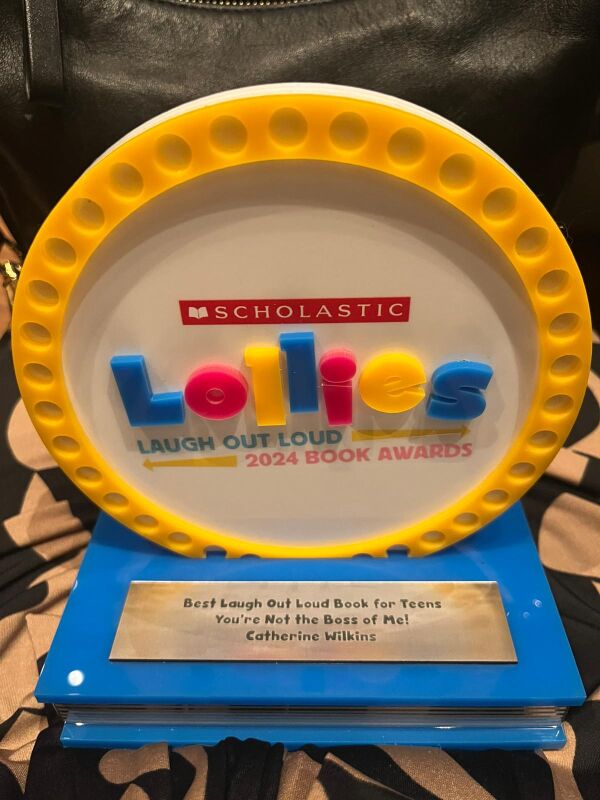 SCHOLASTIC
Lollies
LAUGH OUT LOUD
2024 BOOK AWARDS
Best Laugh Out Loud Book for Teens
You're Not the Boss of Me!
Catherine Wilkins